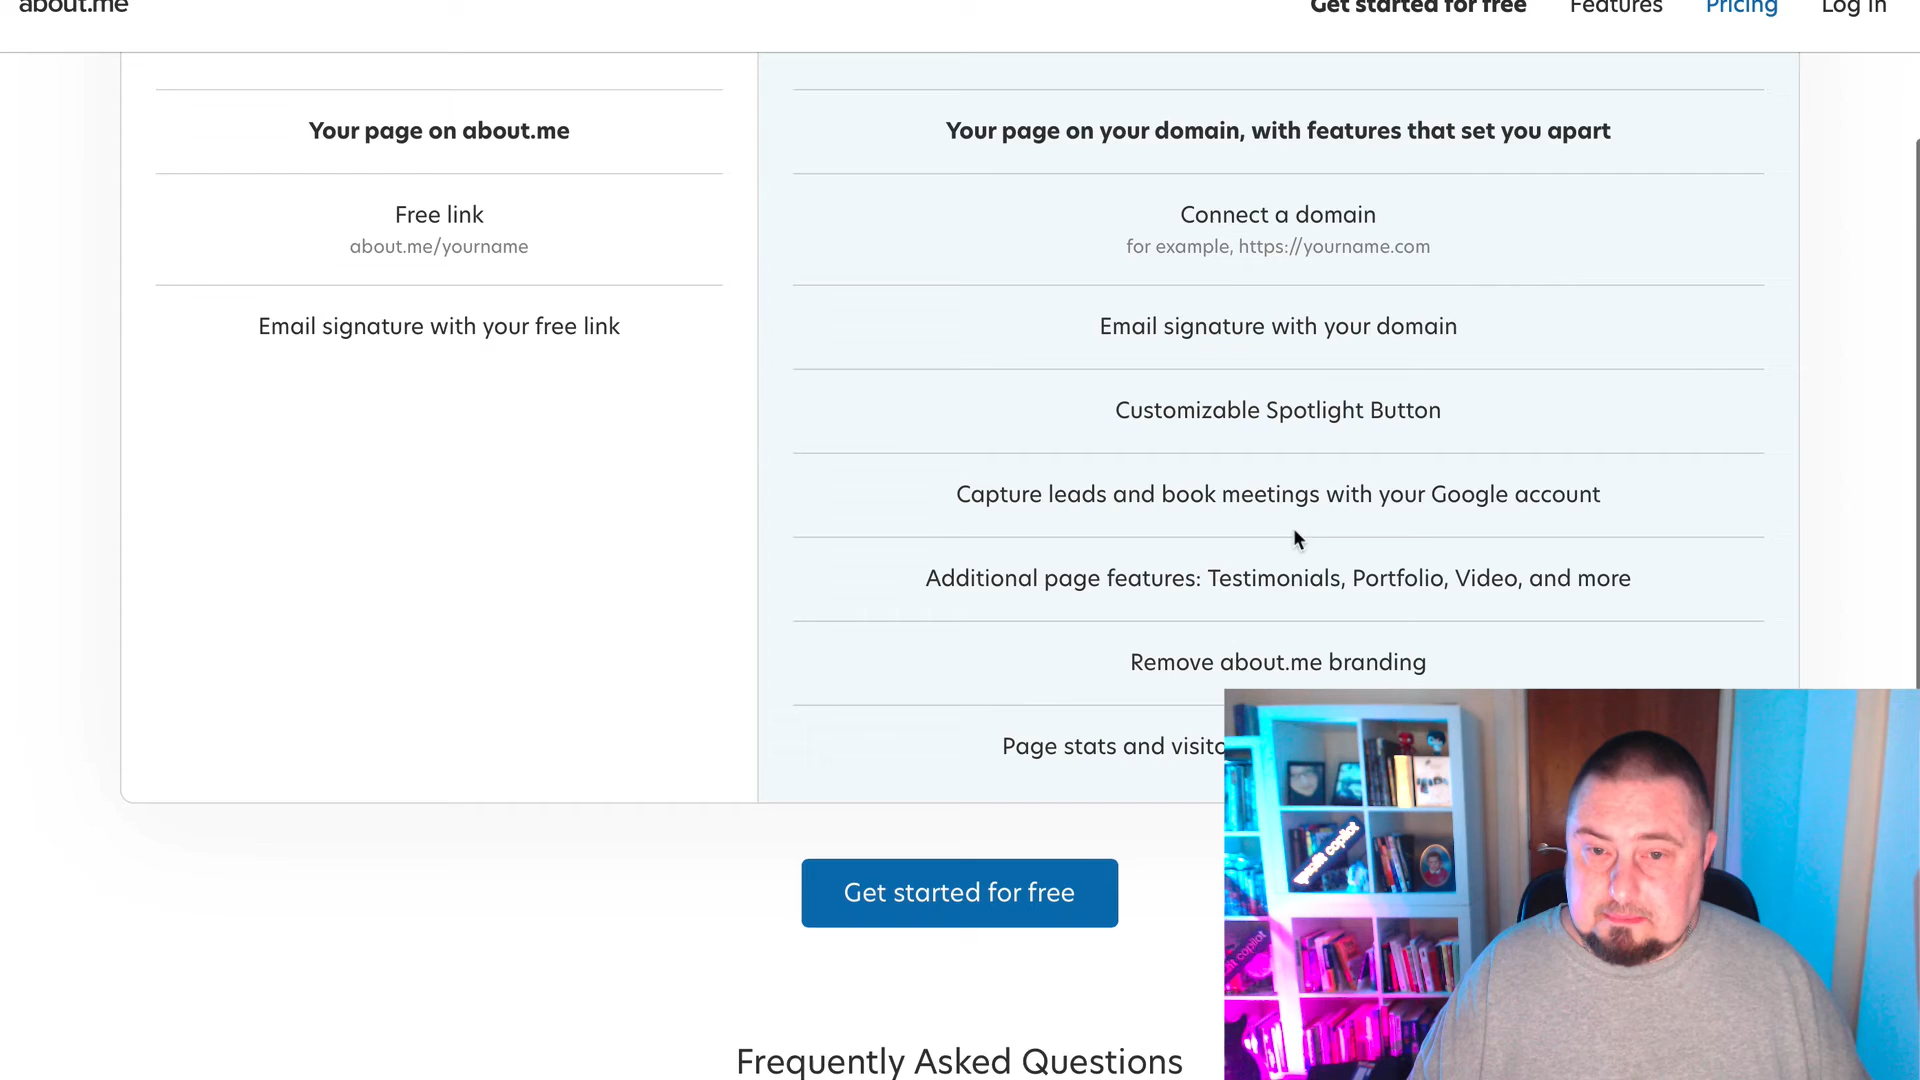 about.me
Get started for free
Features
Pricing
Log In
Your page on about.me
Free link
about.me/yourname
Email signature with your free link
Your page on your domain, with features that set you apart
Connect a domain
for example, https://yourname.com
Email signature with your domain
Customizable Spotlight Button
Capture leads and book meetings with your Google account
Additional page features: Testimonials, Portfolio, Video, and more
Remove about.me branding
Page stats and
Get started for free
Frequently Asked Questions
copilot
copilot